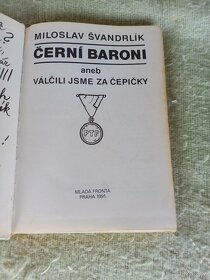 MILOSLAV ŠVANDRLÍK
ČERNÍ BARONI
aneb
VÁLČILI JSME ZA ČEPIČKY
PTP
MLADÁ FRONTA
PRAHA 1991